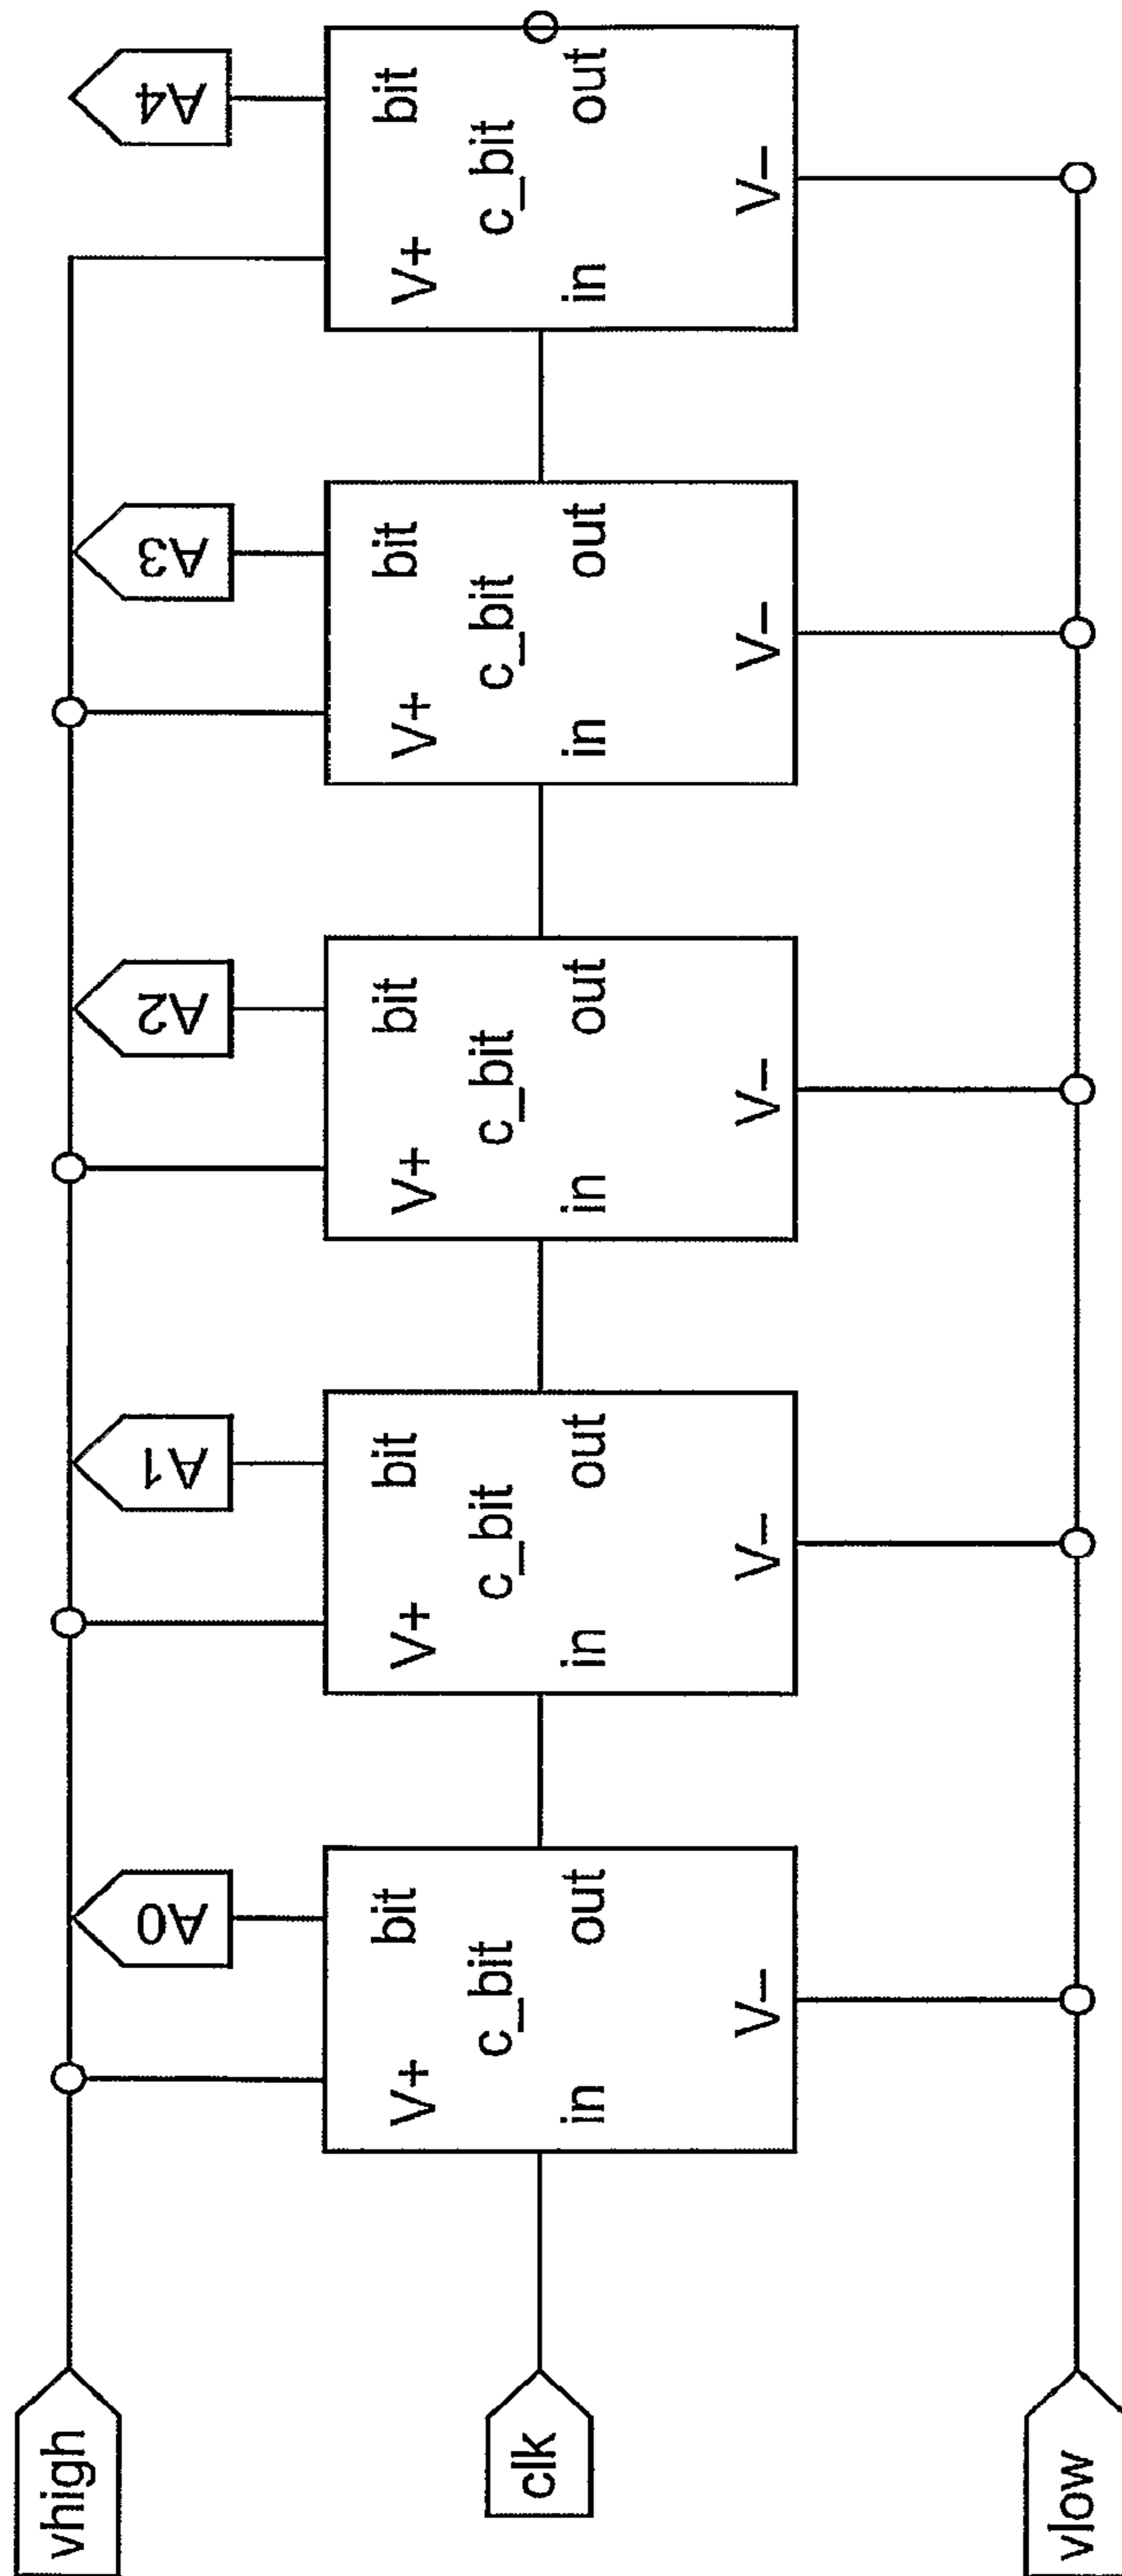 vhigh
clk
vlow
A0
V+
bit
c_bit
in
out
V−
A1
V+
bit
c_bit
in
out
V−
A2
V+
bit
c_bit
in
out
V−
A3
V+
bit
c_bit
in
out
V−
A4
V+
bit
c_bit
in
out
V−